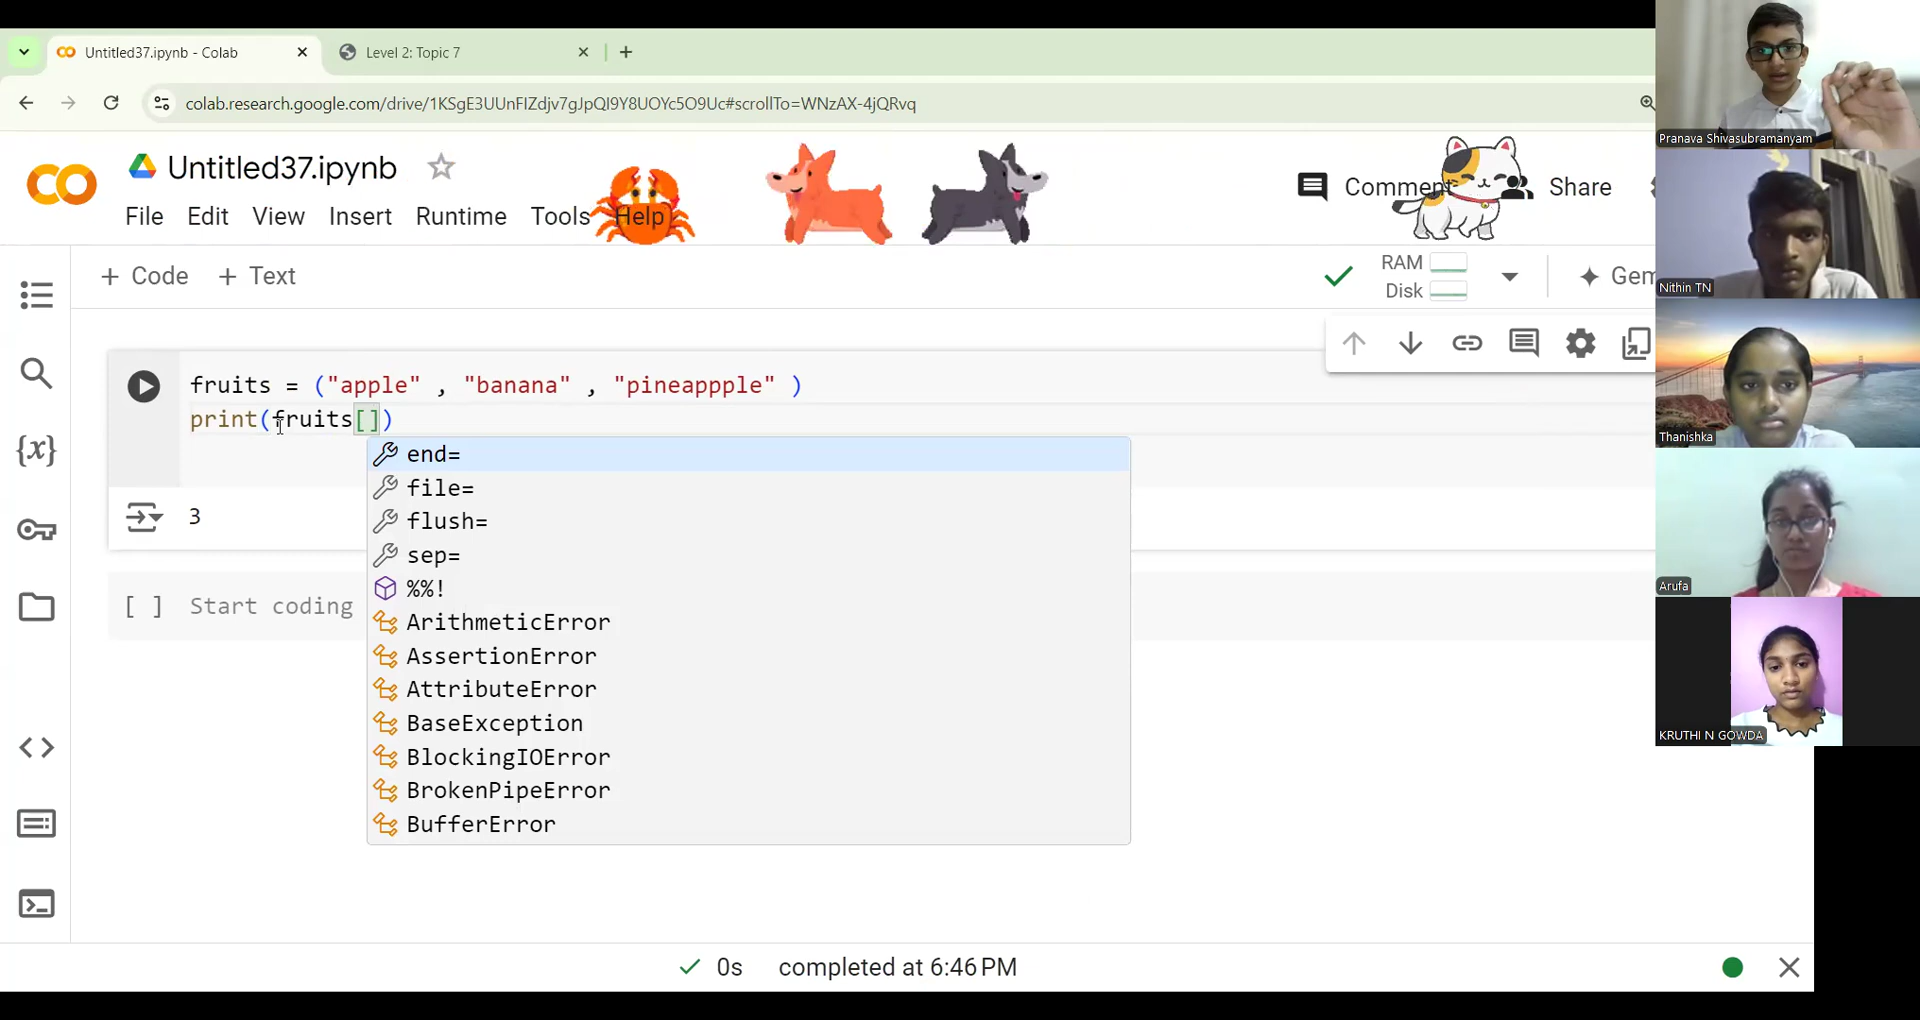 Untitled37.ipynb - Colab
Level 2: Topic 7
colab.research.google.com/drive/1KSgE3UUnFIZdjv7gJpQI9Y8UOYc5O9Uc#scrollTo=WNzAX-4jQRvq
Untitled37.ipynb
Comment
Share
File Edit View Insert Runtime Tools Help
+ Code + Text
RAM
Disk
Gem
fruits = ("apple" , "banana" , "pineappple" )
print(fruits[])
end=
file=
3
flush=
sep=
%%!
[ ] Start coding
ArithmeticError
AssertionError
AttributeError
BaseException
BlockingIOError
BrokenPipeError
BufferError
0s completed at 6:46 PM
Pranava Shivasubramanyam
Nithin TN
Thanishka
Arufa
KRUTHI N GOWDA